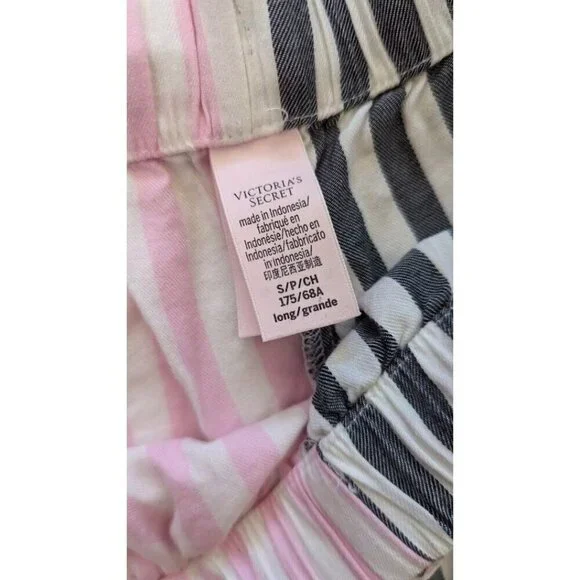 VICTORIA'S
SECRET
made in Indonesia/
fabriqué en
Indonésie/hecho en
Indonesia/fabbricato
in Indonesia/
印度尼西亚制造
S/P/CH
175/68A
long/grande